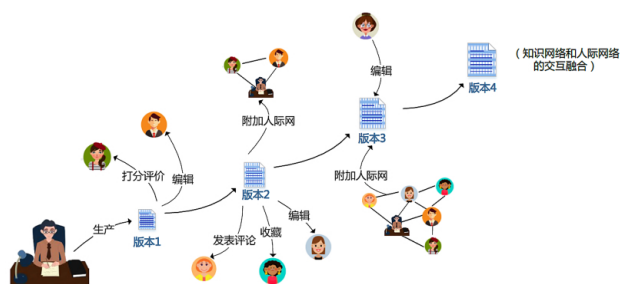 生产
版本1
打分评价
编辑
版本2
附加人际网
发表评论
收藏
编辑
版本3
编辑
附加人际网
版本4
（知识网络和人际网络
的交互融合）